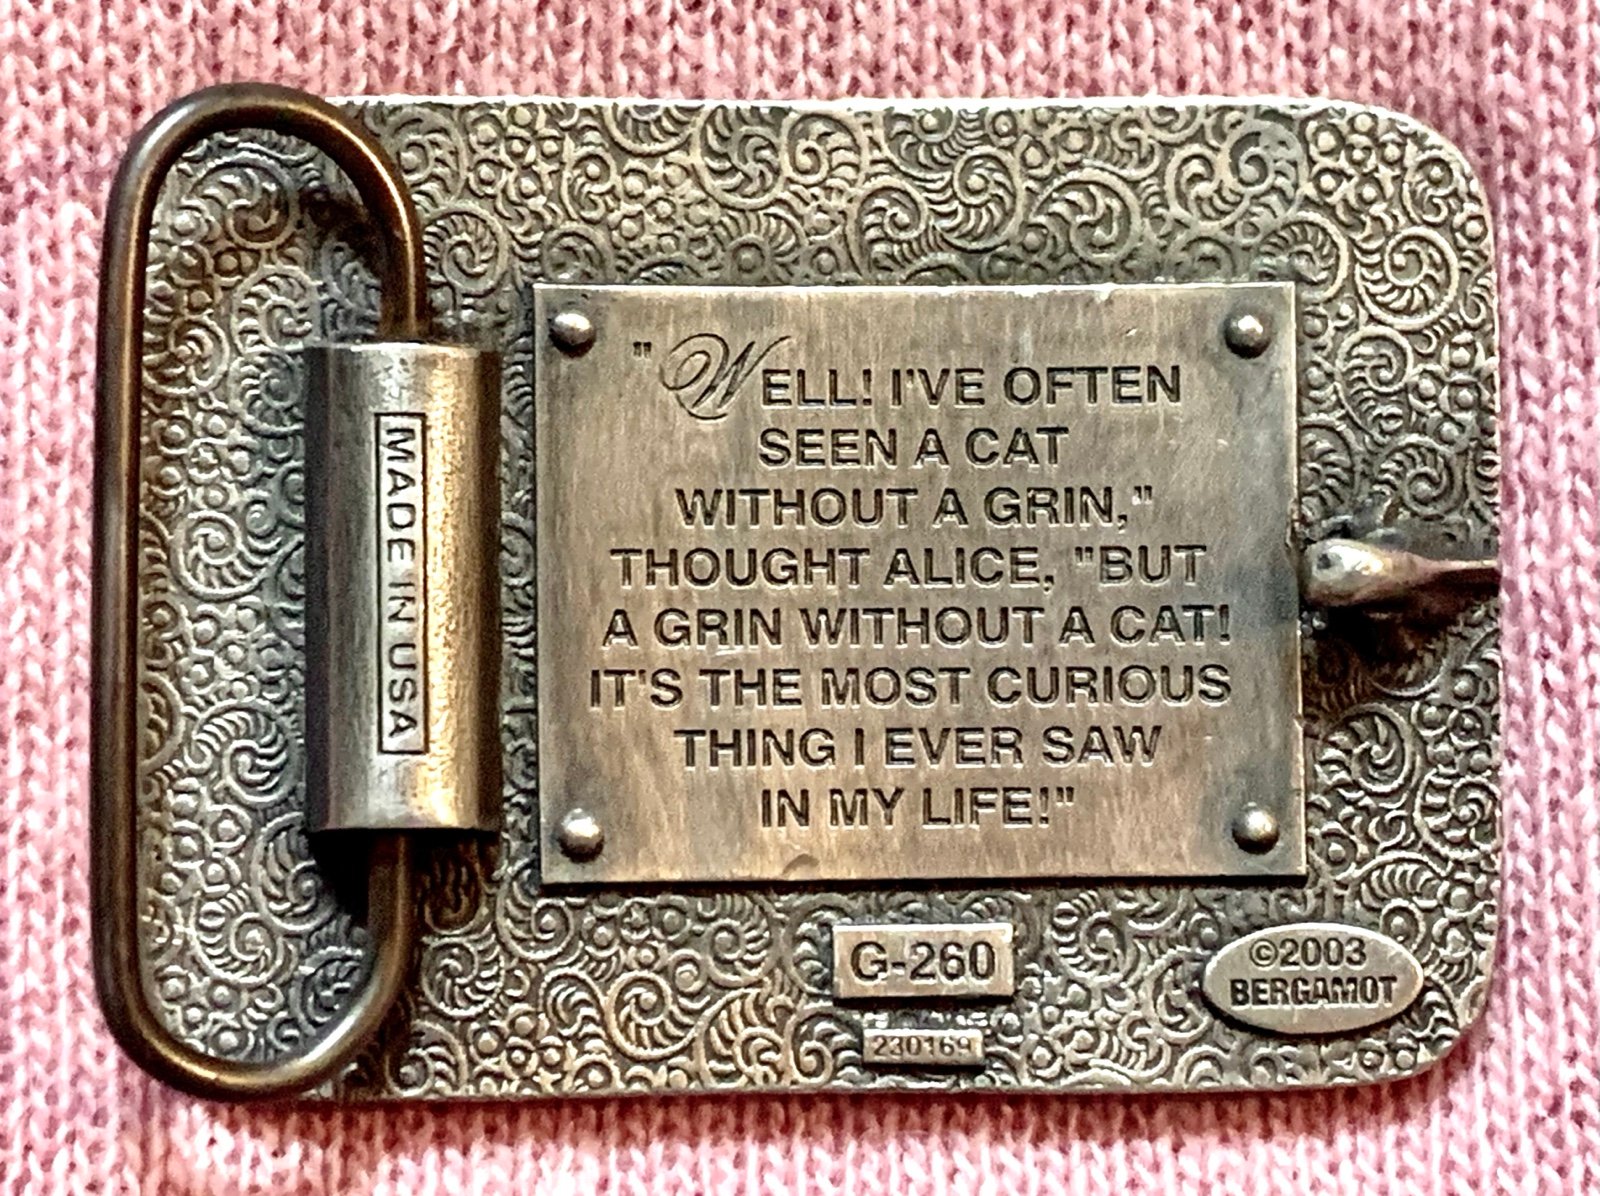 MADE IN USA
"WELL! I'VE OFTEN
SEEN A CAT
WITHOUT A GRIN,"
THOUGHT ALICE, "BUT
A GRIN WITHOUT A CAT!
IT'S THE MOST CURIOUS
THING I EVER SAW
IN MY LIFE!"
G-260
230169
©2003
BERGAMOT